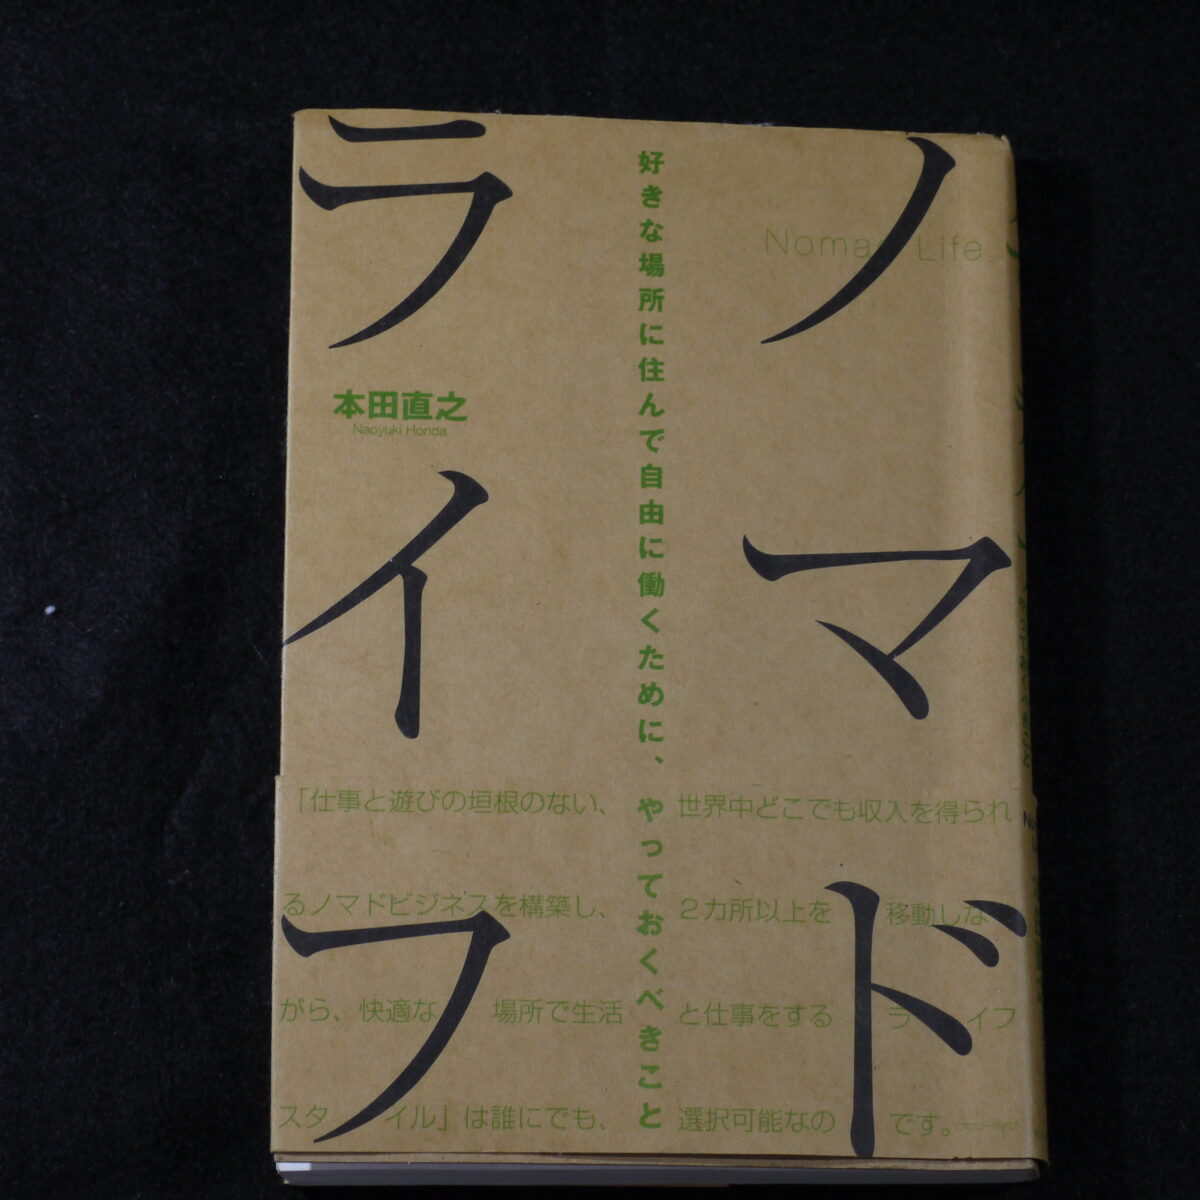 ノマド
ライフ
Nomad Life
好きな場所に住んで自由に働くために、やっておくべきこと
本田直之
Naoyuki Honda
「仕事と遊びの垣根のない、世界中どこでも収入を得られ
るノマドビジネスを構築し、2カ所以上を移動しな
がら、快適な場所で生活と仕事をするライフ
スタイル」は誰にでも、選択可能なのです。